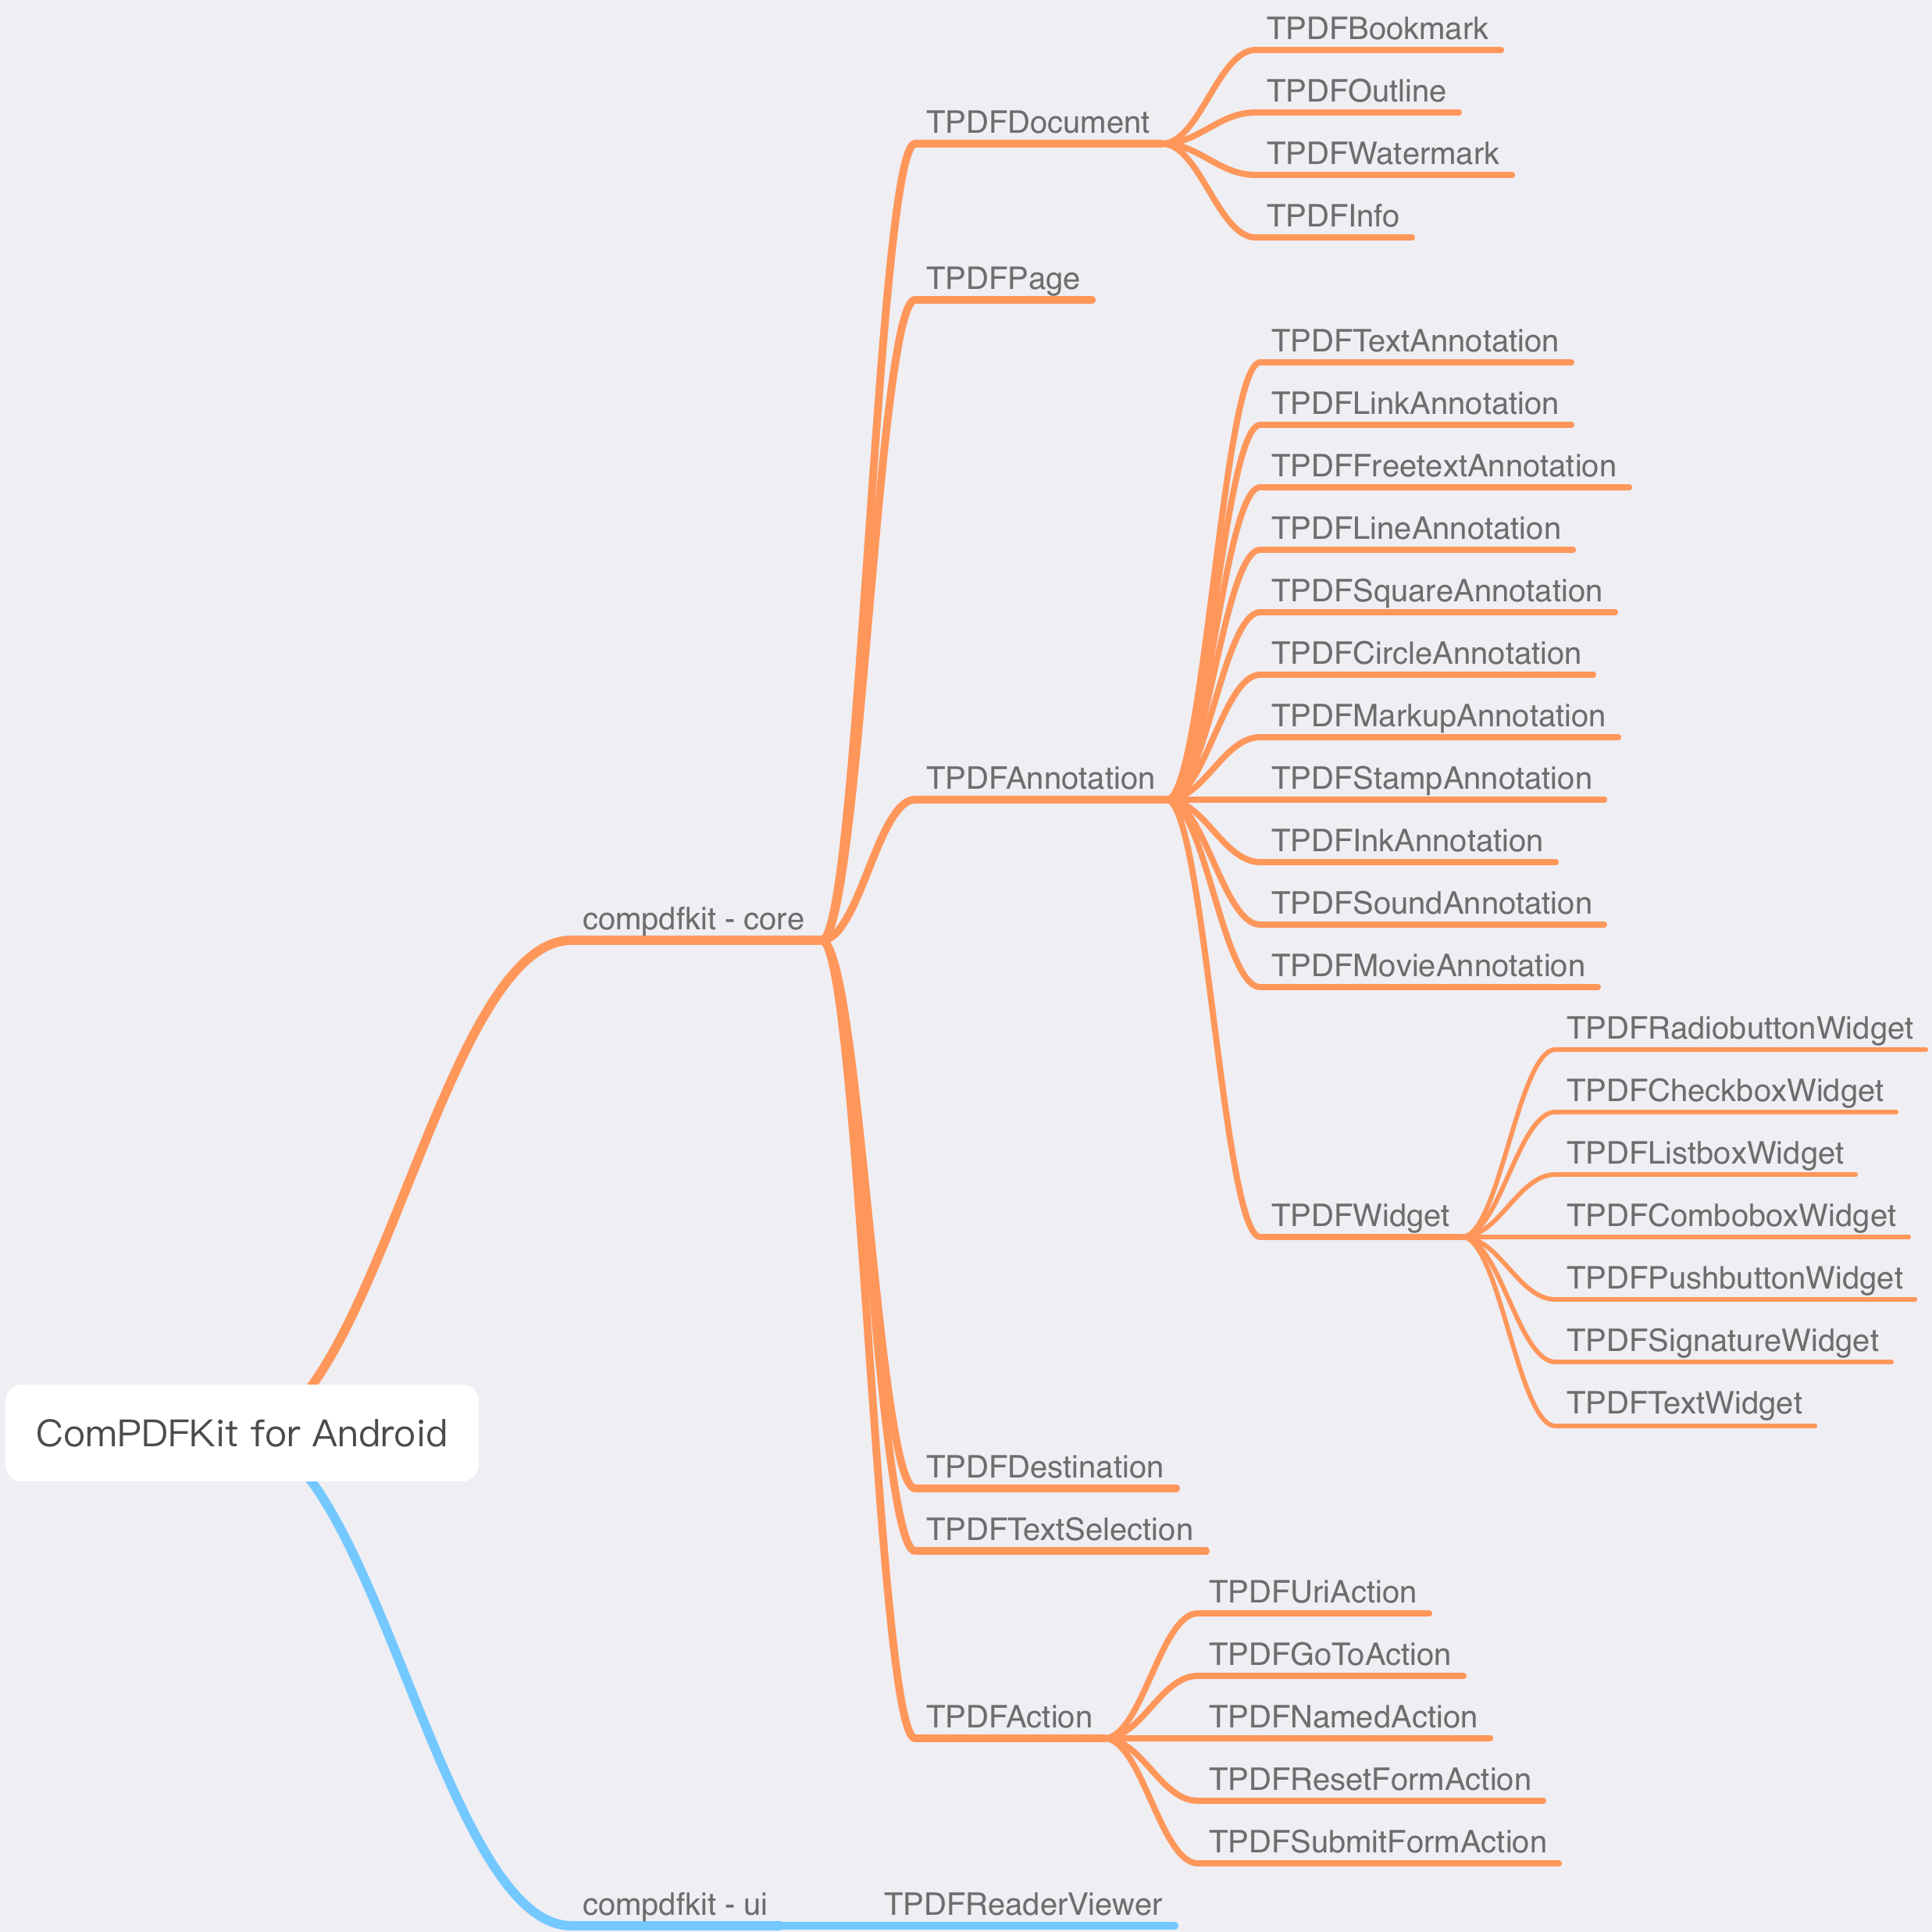 TPDFBookmark
TPDFOutline
TPDFDocument
TPDFWatermark
TPDFInfo
TPDFPage
TPDFTextAnnotation
TPDFLinkAnnotation
TPDFFreetextAnnotation
TPDFLineAnnotation
TPDFSquareAnnotation
TPDFCircleAnnotation
TPDFMarkupAnnotation
TPDFAnnotation
TPDFStampAnnotation
TPDFInkAnnotation
compdfkit - core
TPDFSoundAnnotation
TPDFMovieAnnotation
TPDFRadiobuttonWidget
TPDFCheckboxWidget
TPDFListboxWidget
TPDFWidget
TPDFComboboxWidget
TPDFPushbuttonWidget
TPDFSignatureWidget
TPDFTextWidget
ComPDFKit for Android
TPDFDestination
TPDFTextSelection
TPDFUriAction
TPDFGoToAction
TPDFAction
TPDFNamedAction
TPDFResetFormAction
TPDFSubmitFormAction
compdfkit - ui
TPDFReaderViewer